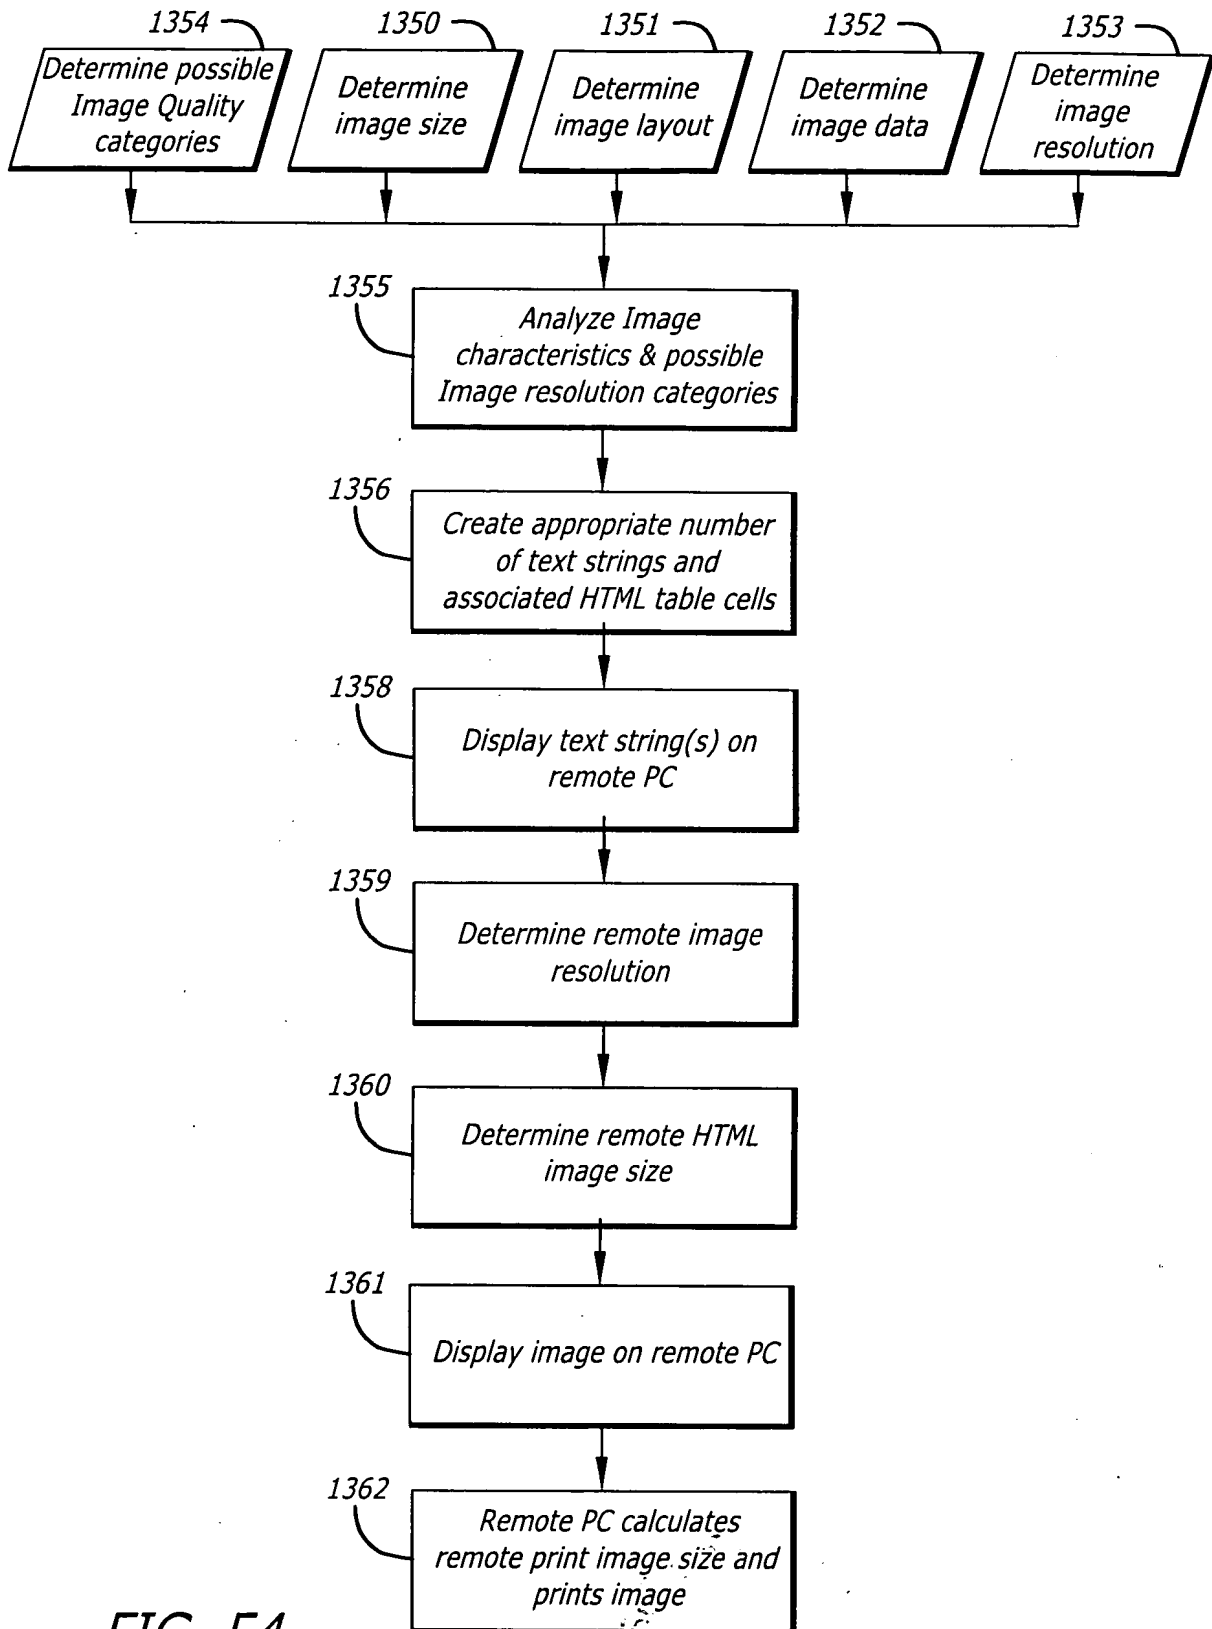 1354
1350
1351
1352
1353
Determine possible
Image Quality
categories
Determine
image size
Determine
image layout
Determine
image data
Determine
image
resolution
1355
Analyze Image
characteristics & possible
Image resolution categories
1356
Create appropriate number
of text strings and
associated HTML table cells
1358
Display text string(s) on
remote PC
1359
Determine remote image
resolution
1360
Determine remote HTML
image size
1361
Display image on remote PC
1362
Remote PC calculates
remote print image size and
prints image
FIG. 54